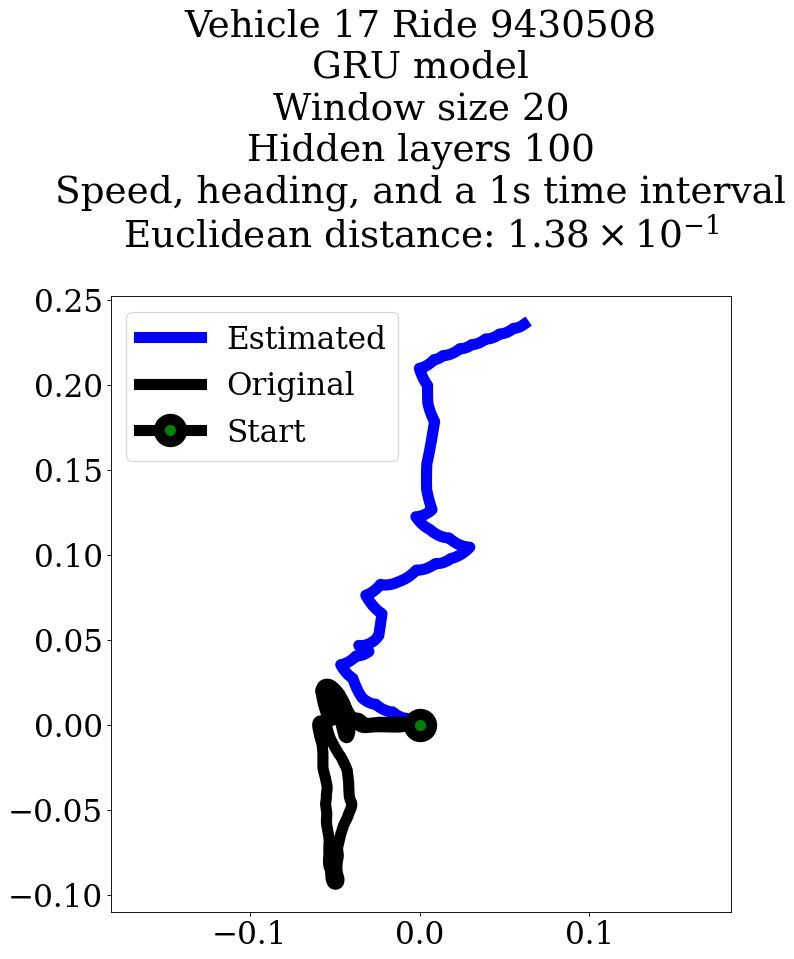 Vehicle 17 Ride 9430508
GRU model
Window size 20
Hidden layers 100
Speed, heading, and a 1s time interval
Euclidean distance: 1.38 × 10⁻¹
0.25
0.20
0.15
0.10
0.05
0.00
−0.05
−0.10
Estimated
Original
Start
−0.1
0.0
0.1